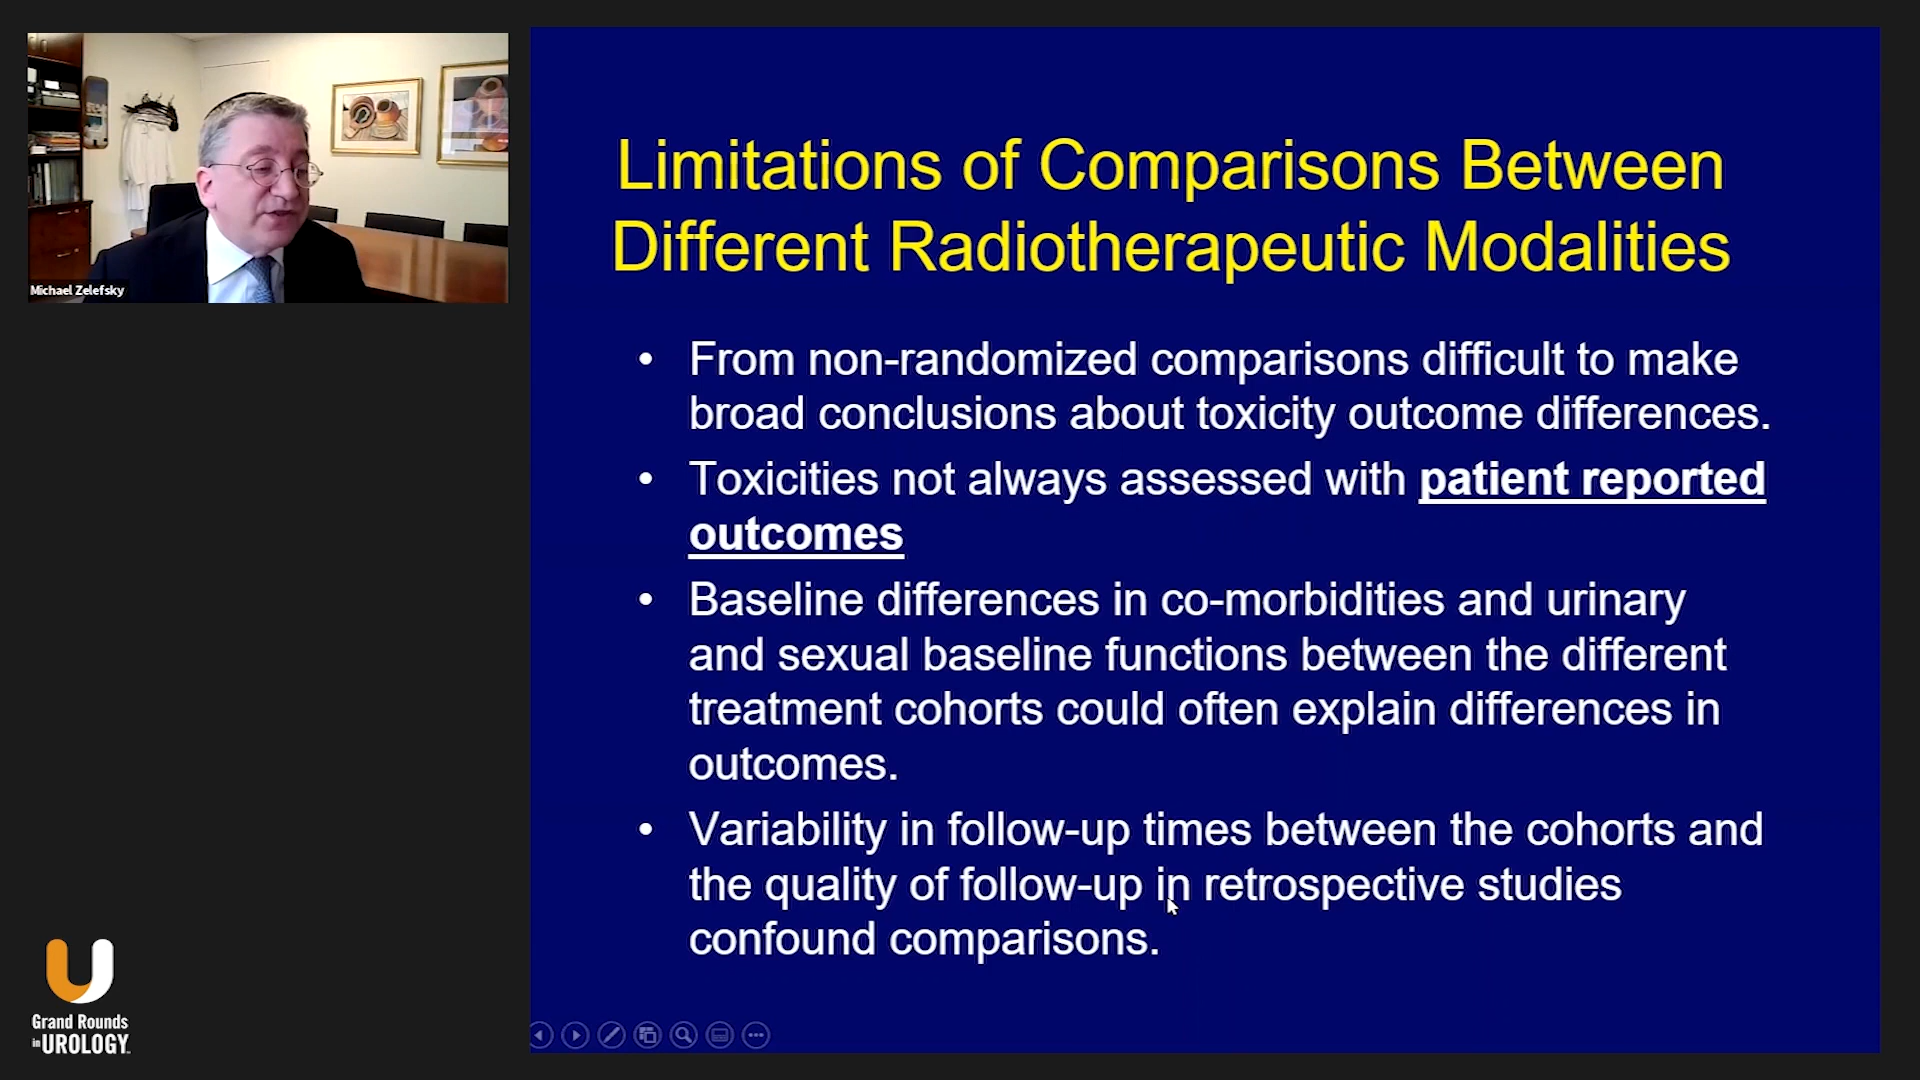 Michael Zelefsky
Limitations of Comparisons Between
Different Radiotherapeutic Modalities
• From non-randomized comparisons difficult to make
broad conclusions about toxicity outcome differences.
• Toxicities not always assessed with patient reported
outcomes
• Baseline differences in co-morbidities and urinary
and sexual baseline functions between the different
treatment cohorts could often explain differences in
outcomes.
• Variability in follow-up times between the cohorts and
the quality of follow-up in retrospective studies
confound comparisons.
Grand Rounds
in UROLOGY